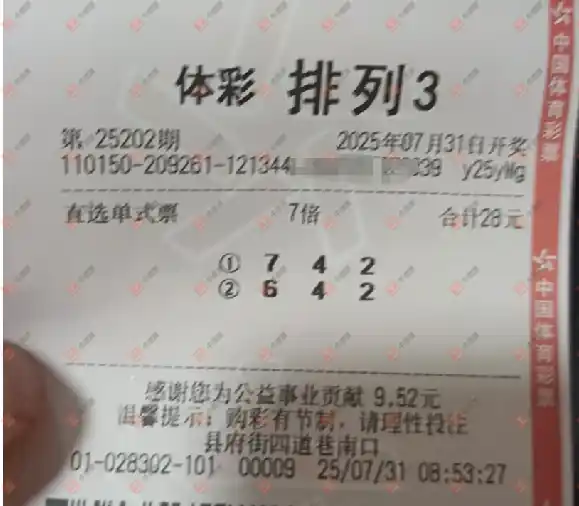 体彩 排列3
第 25202期 2025年07月31日开奖
110150-209261-121344 039 y25yWg
直选单式票 7倍 合计28元
① 7 4 2
② 6 4 2
感谢您为公益事业贡献 9.52元
温馨提示: 购彩有节制, 请理性投注
县府街四道巷南口
01-028302-101 00009 25/07/31 08:53:27
中国体育彩票
中国体育彩票